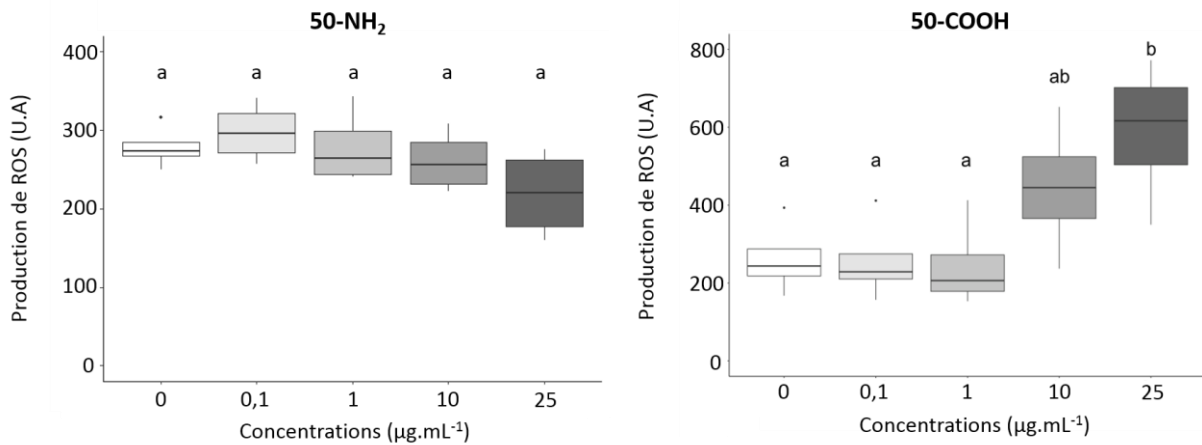 50-NH₂
400
300
200
100
0
Production de ROS (U.A)
a a a a a
0 0,1 1 10 25
Concentrations (µg.mL⁻¹)
50-COOH
800
600
400
200
0
Production de ROS (U.A)
a a a ab b
0 0,1 1 10 25
Concentrations (µg.mL⁻¹)